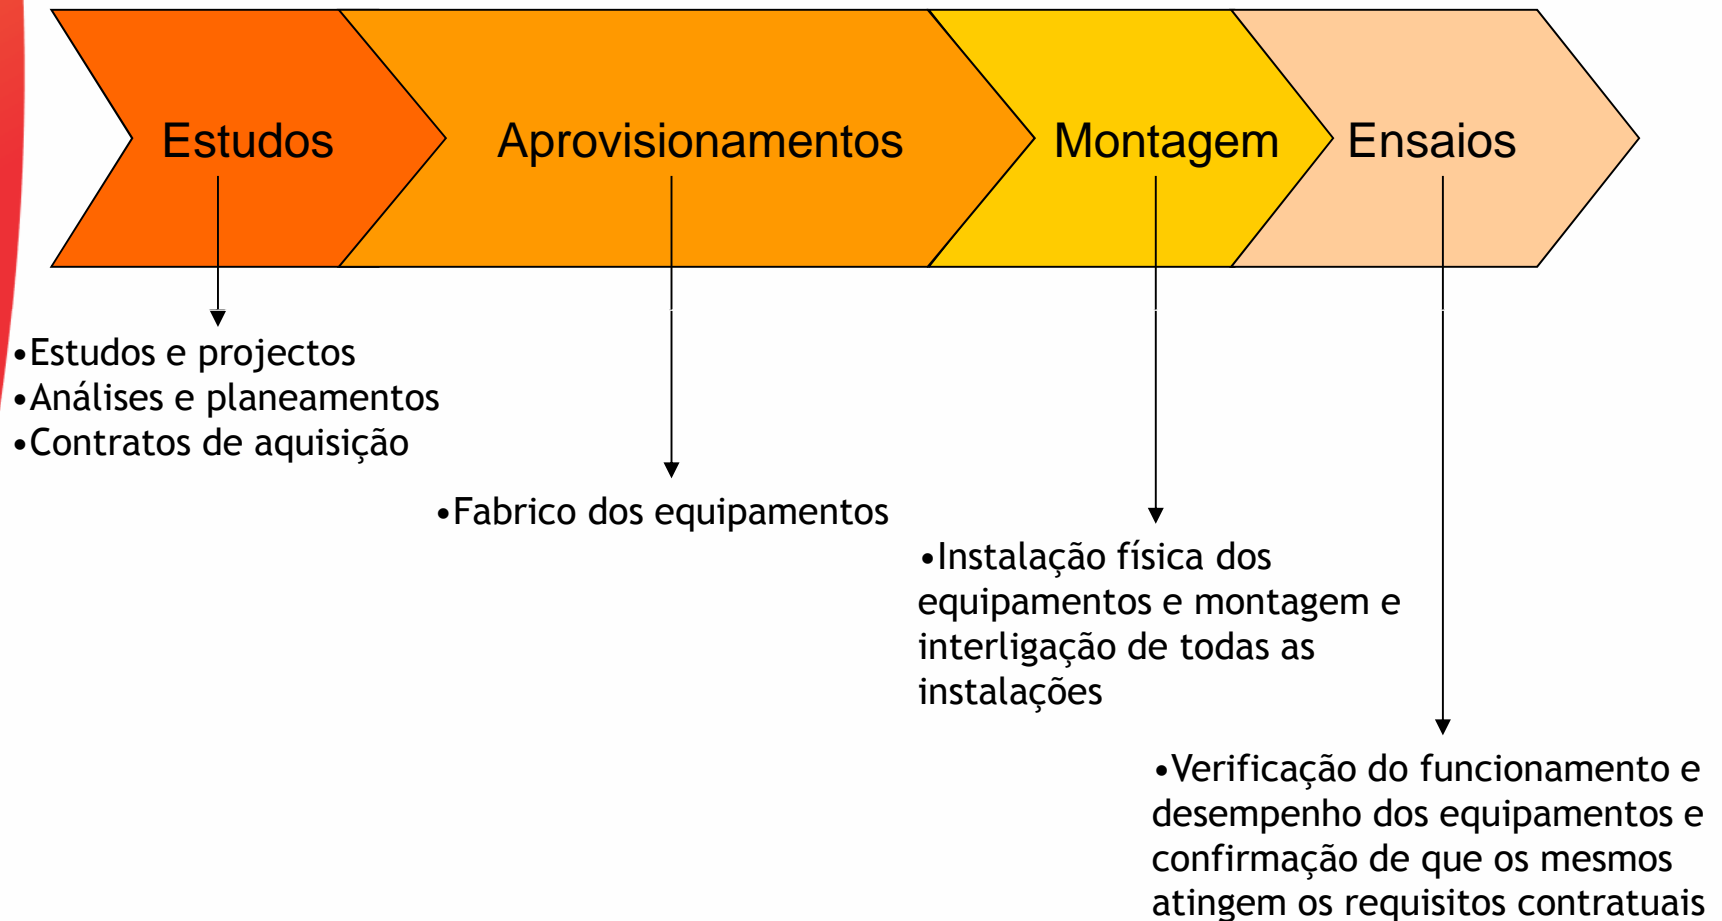 Estudos
Aprovisionamentos
Montagem
Ensaios
•Estudos e projectos
•Análises e planeamentos
•Contratos de aquisição
•Fabrico dos equipamentos
•Instalação física dos
equipamentos e montagem e
interligação de todas as
instalações
•Verificação do funcionamento e
desempenho dos equipamentos e
confirmação de que os mesmos
atingem os requisitos contratuais